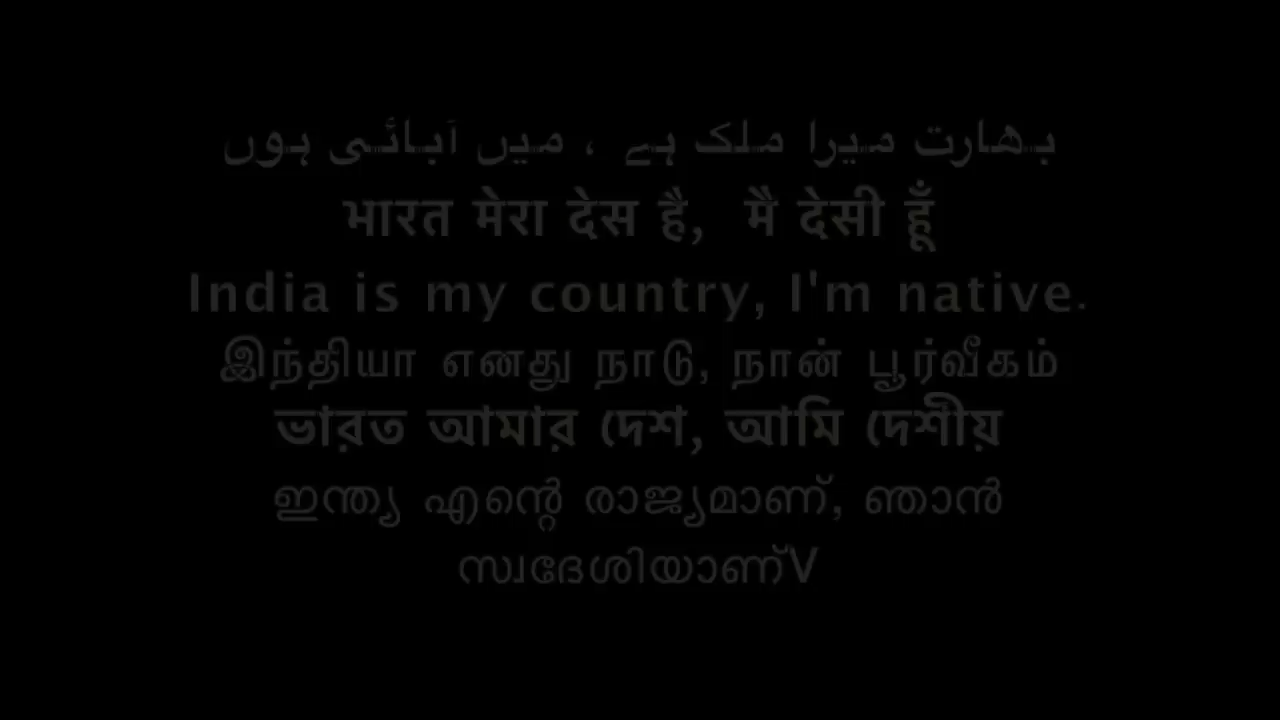 بھارت میرا ملک ہے ، میں آبائی ہوں
भारत मेरा देस है, मै देसी हूँ
India is my country, I'm native.
இந்தியா எனது நாடு, நான் பூர்வீகம்
ভারত আমার দেশ, আমি দেশীয়
ഇന്ത്യ എന്റെ രാജ്യമാണ്, ഞാൻ
സ്വദേശിയാണ്V